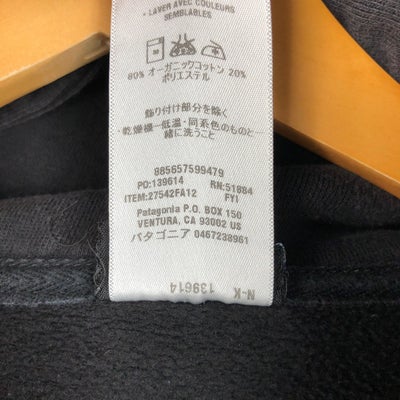 • LAVER AVEC COULEURS
SEMBLABLES
80% オーガニックコットン 20%
ポリエステル
飾り付け部分を除く
・乾燥機一低温・同系色のものと一
緒に洗うこと
885657599479
PO:139614 RN:51884
ITEM:27542FA12 FYI
Patagonia P.O. BOX 150
VENTURA, CA 93002 US
パタゴニア 0467238961
N-K 139614